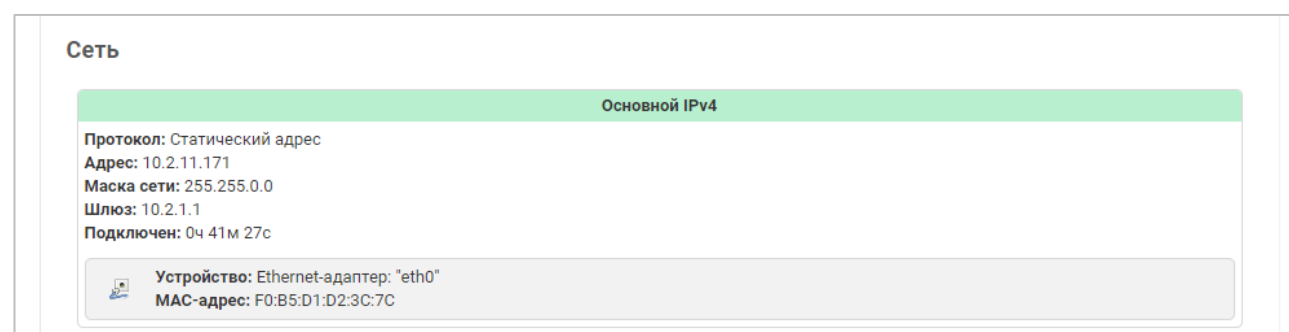 Сеть
Основной IPv4
Протокол: Статический адрес
Адрес: 10.2.11.171
Маска сети: 255.255.0.0
Шлюз: 10.2.1.1
Подключен: 0ч 41м 27с
Устройство: Ethernet-адаптер: "eth0"
MAC-адрес: F0:B5:D1:D2:3C:7C